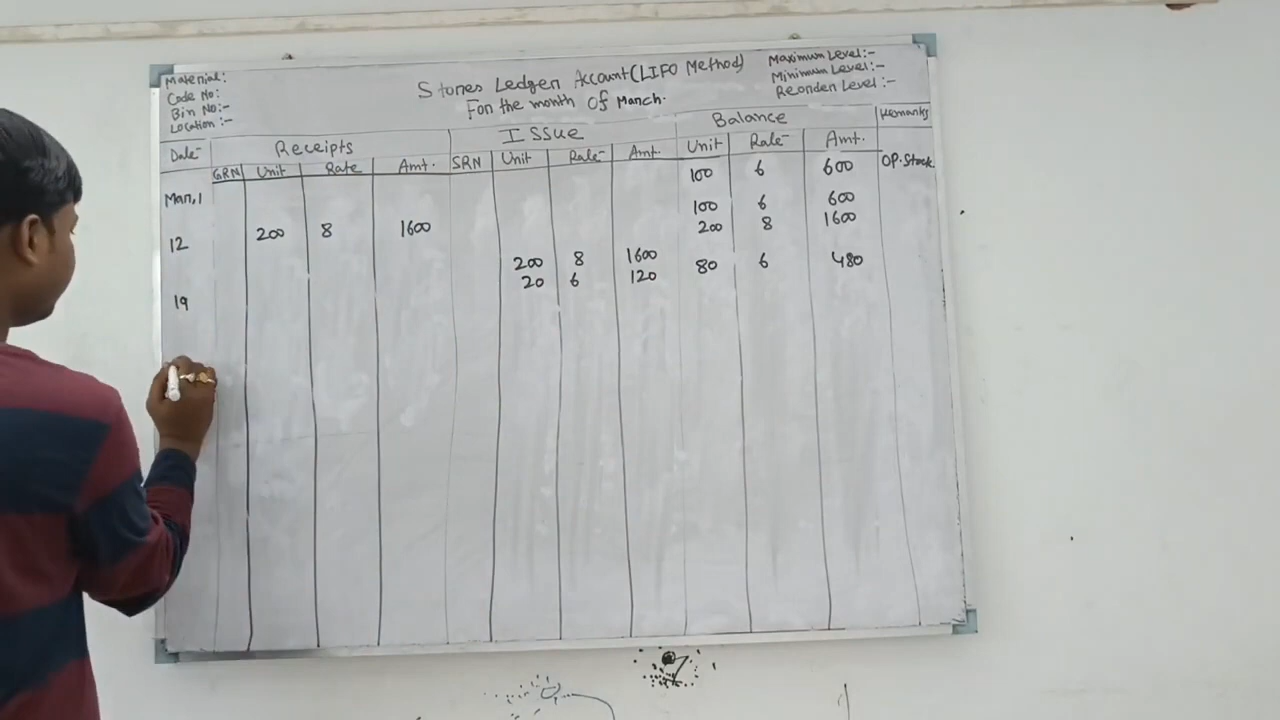 Material:
Code No:
Bin No:-
Location:-
Stores Ledger Account (LIFO Method)
For the month Of March.
Maximum Level:-
Minimum Level:-
Reorder Level:-
Date Receipts ISSue Balance Remarks
GRN Unit Rate Amt. SRN Unit Rate Amt. Unit Rate Amt.
Mar,1 100 6 600 OP.Stock
12 200 8 1600 100 6 600
200 8 1600
19 200 8 1600 80 6 480
20 6 120